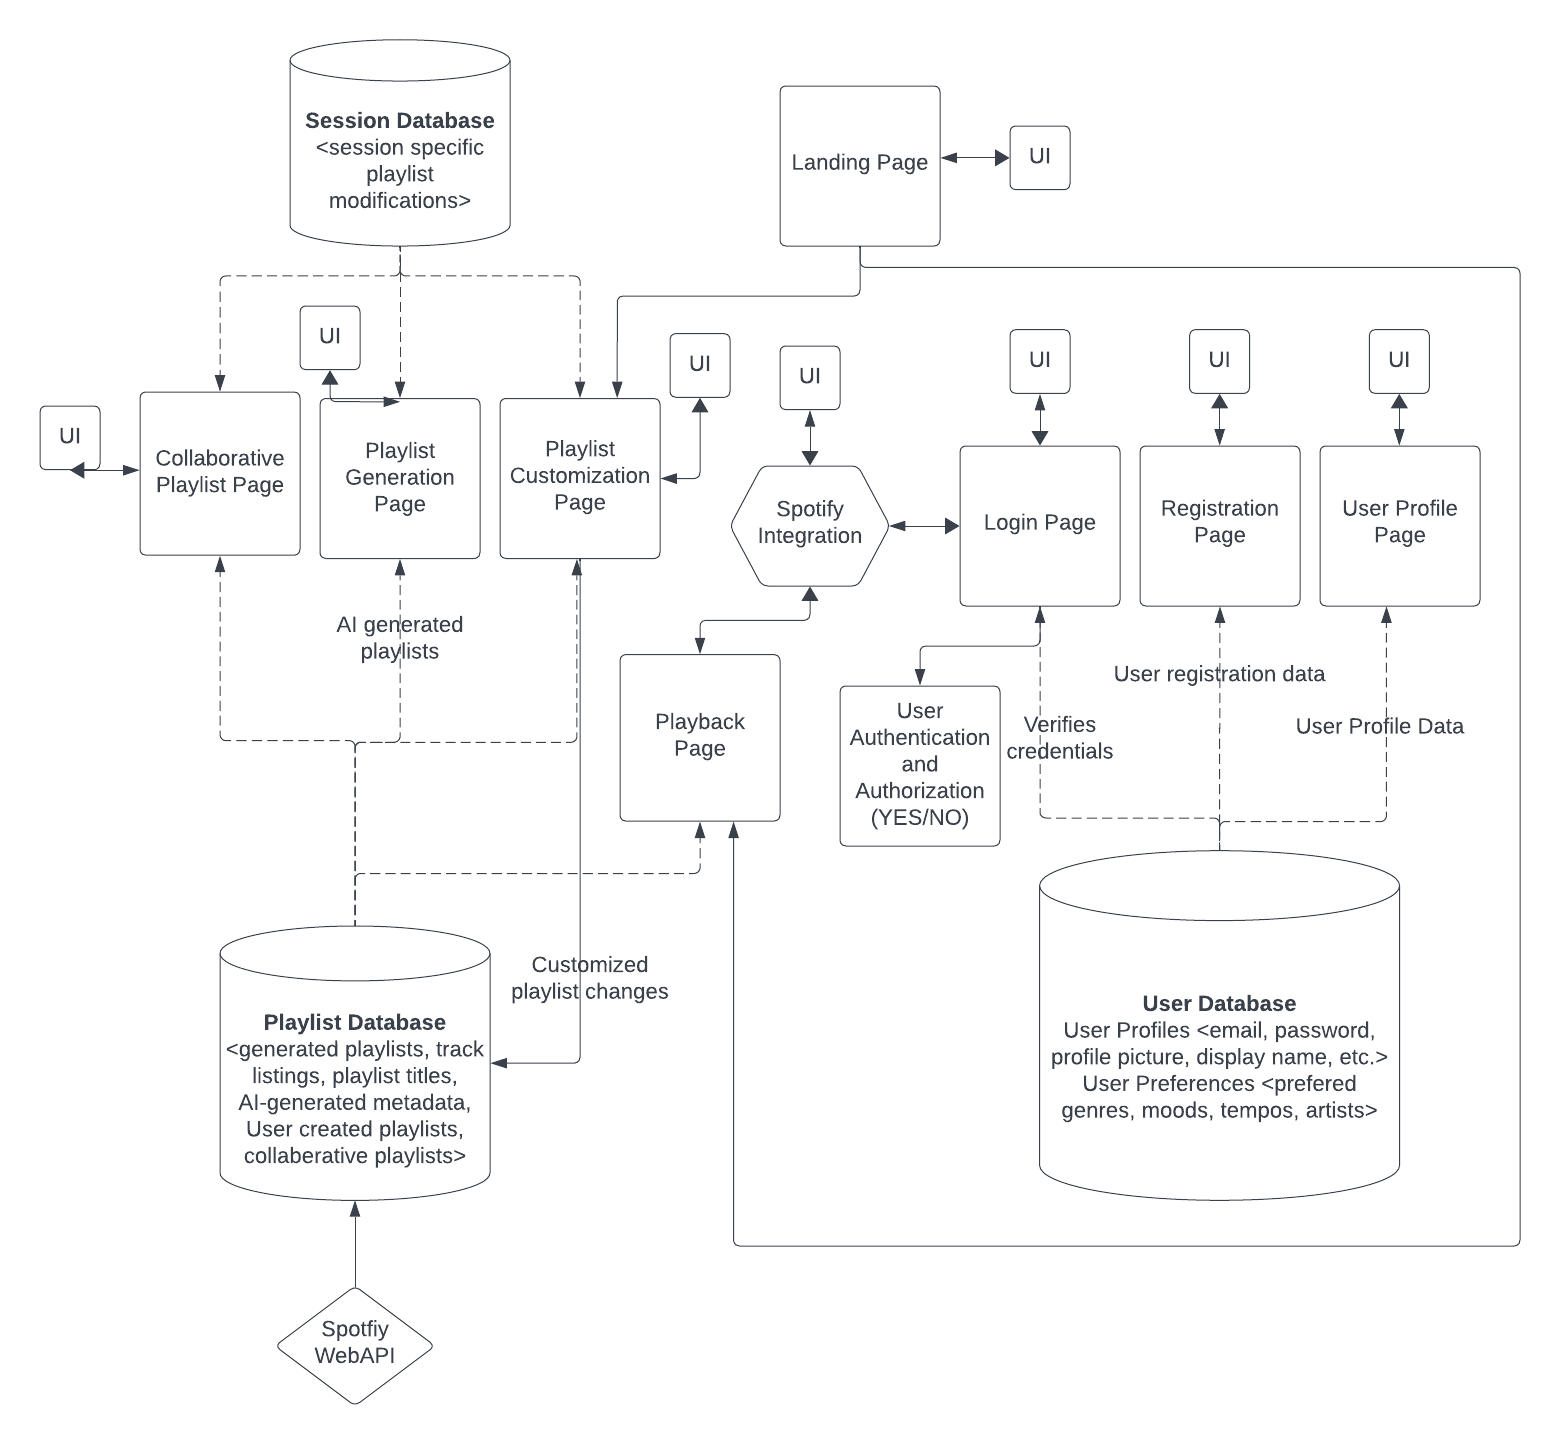 Session Database
<session specific
playlist
modifications>
Landing Page
UI
UI
UI
UI
UI
UI
UI
UI
Collaborative
Playlist Page
Playlist
Generation
Page
Playlist
Customization
Page
Spotify
Integration
Login Page
Registration
Page
User Profile
Page
AI generated
playlists
Playback
Page
User
Authentication
and
Authorization
(YES/NO)
Verifies
credentials
User registration data
User Profile Data
Customized
playlist changes
Playlist Database
<generated playlists, track
listings, playlist titles,
AI-generated metadata,
User created playlists,
collaberative playlists>
User Database
User Profiles <email, password,
profile picture, display name, etc.>
User Preferences <prefered
genres, moods, tempos, artists>
Spotfiy
WebAPI